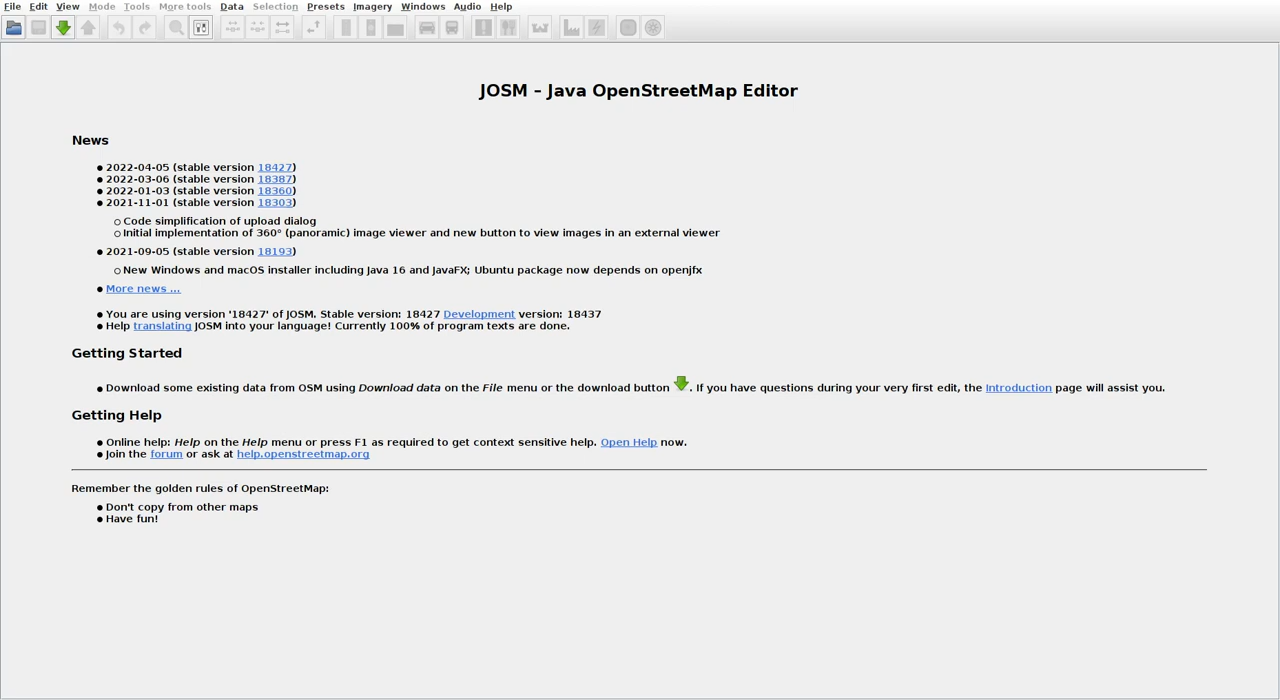 File Edit View Mode Tools More tools Data Selection Presets Imagery Windows Audio Help
JOSM – Java OpenStreetMap Editor
News
2022-04-05 (stable version 18427)
2022-03-06 (stable version 18387)
2022-01-03 (stable version 18360)
2021-11-01 (stable version 18303)
Code simplification of upload dialog
Initial implementation of 360° (panoramic) image viewer and new button to view images in an external viewer
2021-09-05 (stable version 18193)
New Windows and macOS installer including Java 16 and JavaFX; Ubuntu package now depends on openjfx
More news ...
You are using version '18427' of JOSM. Stable version: 18427 Development version: 18437
Help translating JOSM into your language! Currently 100% of program texts are done.
Getting Started
Download some existing data from OSM using Download data on the File menu or the download button . If you have questions during your very first edit, the Introduction page will assist you.
Getting Help
Online help: Help on the Help menu or press F1 as required to get context sensitive help. Open Help now.
Join the forum or ask at help.openstreetmap.org
Remember the golden rules of OpenStreetMap:
Don't copy from other maps
Have fun!